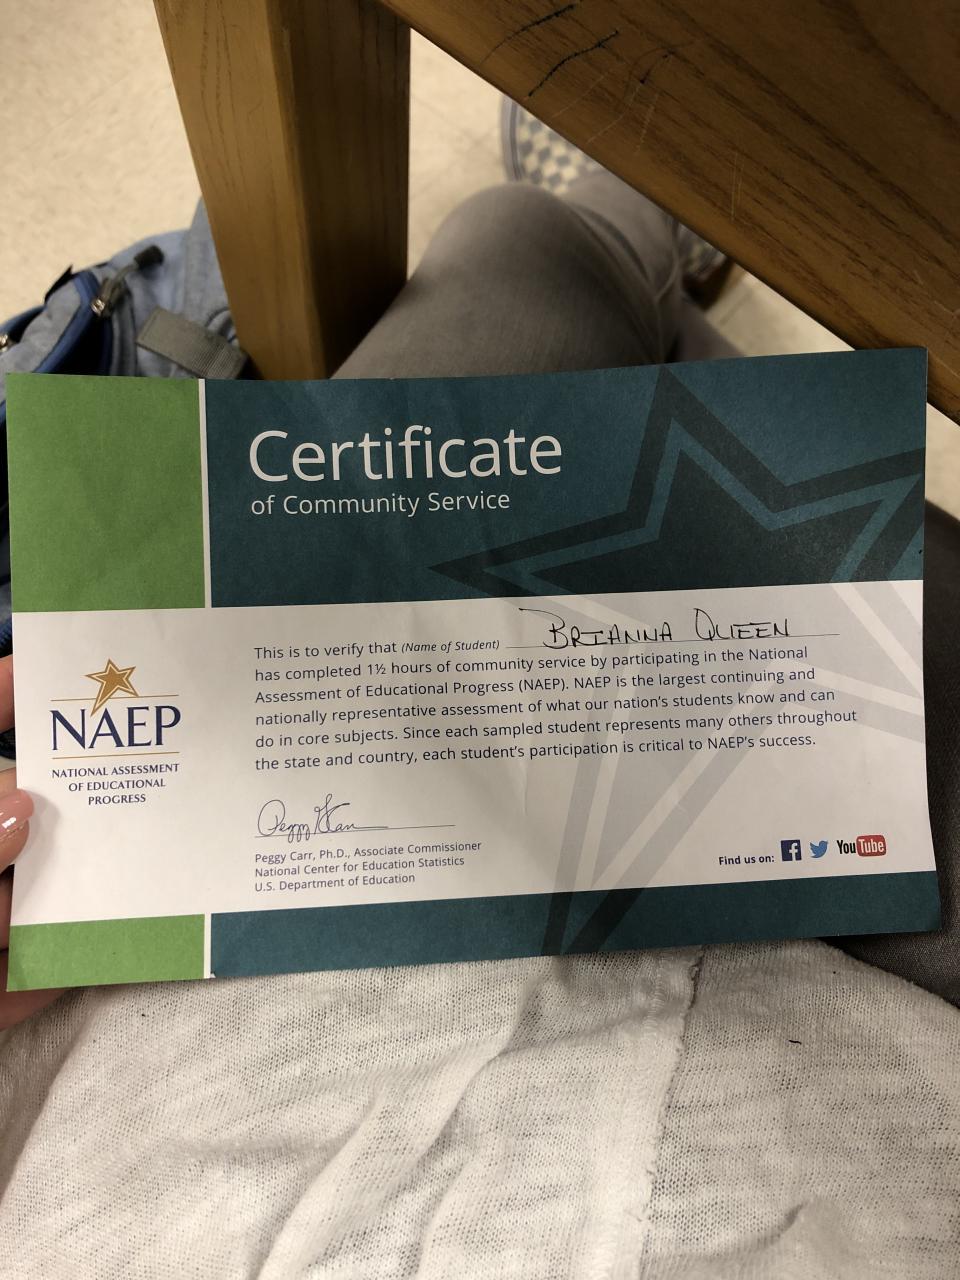 Certificate
of Community Service
This is to verify that (Name of Student) BRIANNA QUEEN
has completed 1½ hours of community service by participating in the National
Assessment of Educational Progress (NAEP). NAEP is the largest continuing and
nationally representative assessment of what our nation's students know and can
do in core subjects. Since each sampled student represents many others throughout
the state and country, each student's participation is critical to NAEP's success.
NAEP
NATIONAL ASSESSMENT
OF EDUCATIONAL
PROGRESS
Peggy Carr
Peggy Carr, Ph.D., Associate Commissioner
National Center for Education Statistics
U.S. Department of Education
Find us on: f YouTube